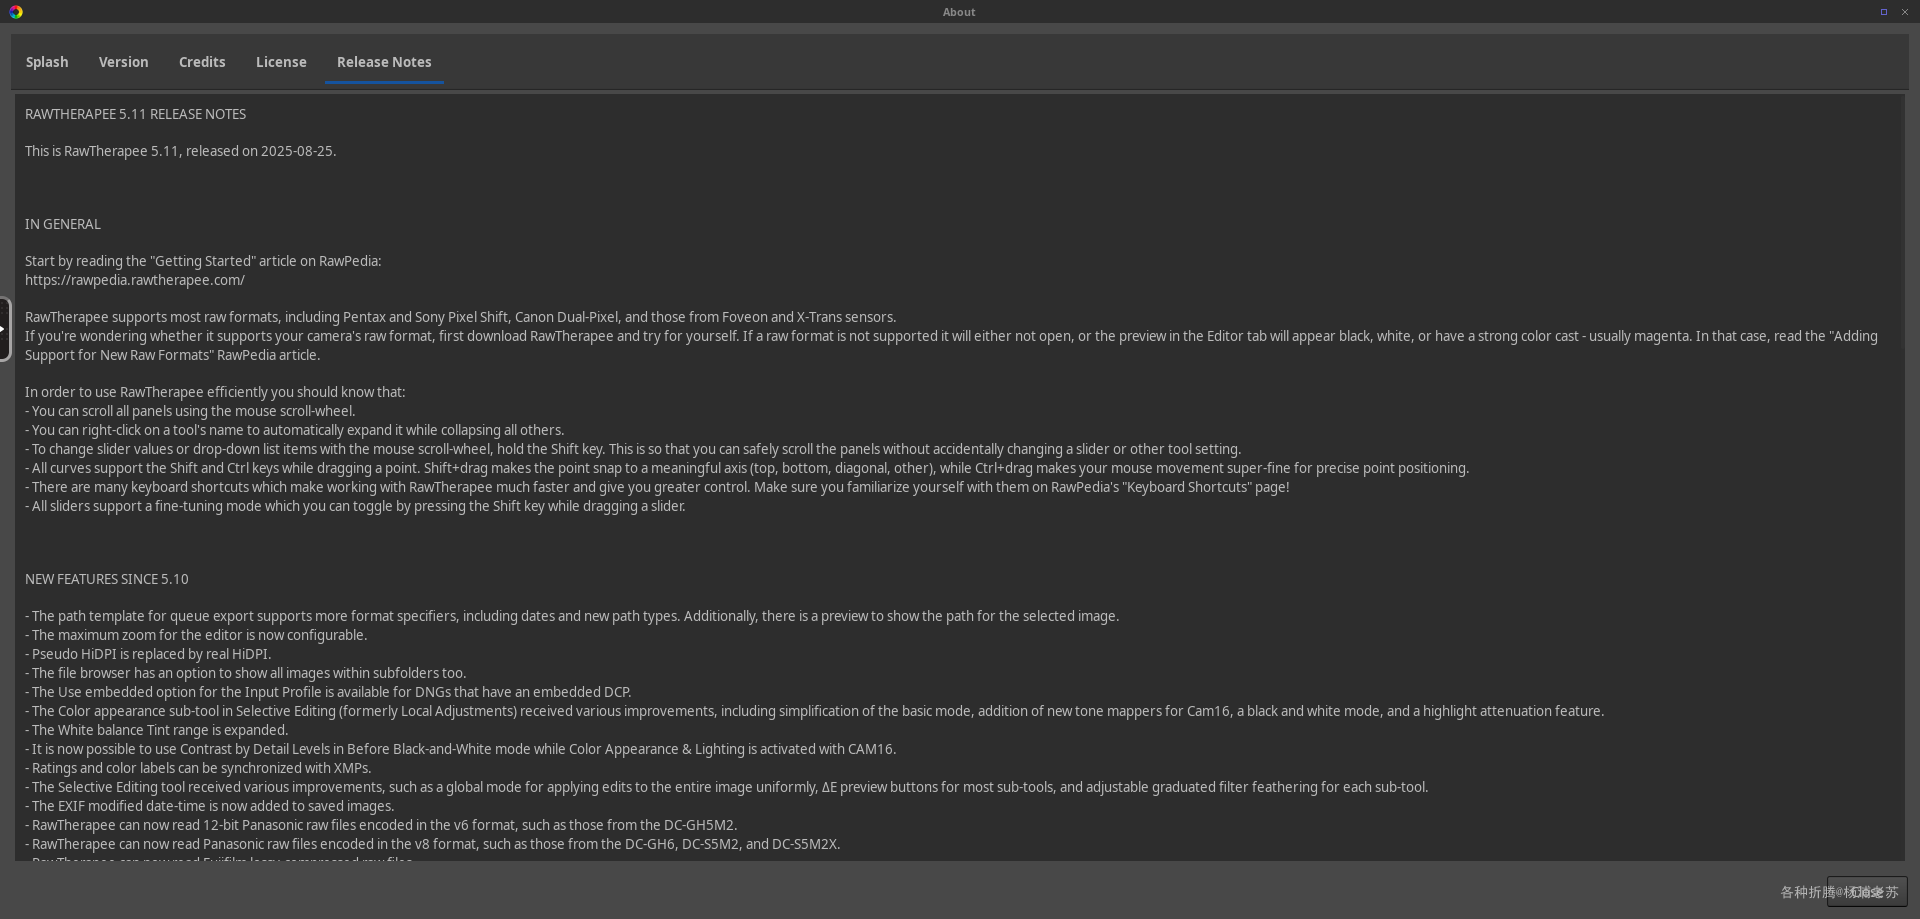 About
Splash
Version
Credits
License
Release Notes
RAWTHERAPEE 5.11 RELEASE NOTES
This is RawTherapee 5.11, released on 2025-08-25.
IN GENERAL
Start by reading the "Getting Started" article on RawPedia:
https://rawpedia.rawtherapee.com/
RawTherapee supports most raw formats, including Pentax and Sony Pixel Shift, Canon Dual-Pixel, and those from Foveon and X-Trans sensors.
If you're wondering whether it supports your camera's raw format, first download RawTherapee and try for yourself. If a raw format is not supported it will either not open, or the preview in the Editor tab will appear black, white, or have a strong color cast - usually magenta. In that case, read the "Adding
Support for New Raw Formats" RawPedia article.
In order to use RawTherapee efficiently you should know that:
- You can scroll all panels using the mouse scroll-wheel.
- You can right-click on a tool's name to automatically expand it while collapsing all others.
- To change slider values or drop-down list items with the mouse scroll-wheel, hold the Shift key. This is so that you can safely scroll the panels without accidentally changing a slider or other tool setting.
- All curves support the Shift and Ctrl keys while dragging a point. Shift+drag makes the point snap to a meaningful axis (top, bottom, diagonal, other), while Ctrl+drag makes your mouse movement super-fine for precise point positioning.
- There are many keyboard shortcuts which make working with RawTherapee much faster and give you greater control. Make sure you familiarize yourself with them on RawPedia's "Keyboard Shortcuts" page!
- All sliders support a fine-tuning mode which you can toggle by pressing the Shift key while dragging a slider.
NEW FEATURES SINCE 5.10
- The path template for queue export supports more format specifiers, including dates and new path types. Additionally, there is a preview to show the path for the selected image.
- The maximum zoom for the editor is now configurable.
- Pseudo HiDPI is replaced by real HiDPI.
- The file browser has an option to show all images within subfolders too.
- The Use embedded option for the Input Profile is available for DNGs that have an embedded DCP.
- The Color appearance sub-tool in Selective Editing (formerly Local Adjustments) received various improvements, including simplification of the basic mode, addition of new tone mappers for Cam16, a black and white mode, and a highlight attenuation feature.
- The White balance Tint range is expanded.
- It is now possible to use Contrast by Detail Levels in Before Black-and-White mode while Color Appearance & Lighting is activated with CAM16.
- Ratings and color labels can be synchronized with XMPs.
- The Selective Editing tool received various improvements, such as a global mode for applying edits to the entire image uniformly, ΔE preview buttons for most sub-tools, and adjustable graduated filter feathering for each sub-tool.
- The EXIF modified date-time is now added to saved images.
- RawTherapee can now read 12-bit Panasonic raw files encoded in the v6 format, such as those from the DC-GH5M2.
- RawTherapee can now read Panasonic raw files encoded in the v8 format, such as those from the DC-GH6, DC-S5M2, and DC-S5M2X.
- RawTherapee can now read Fujifilm lossy compressed raw files.
各种折腾@杨浦老苏
Close